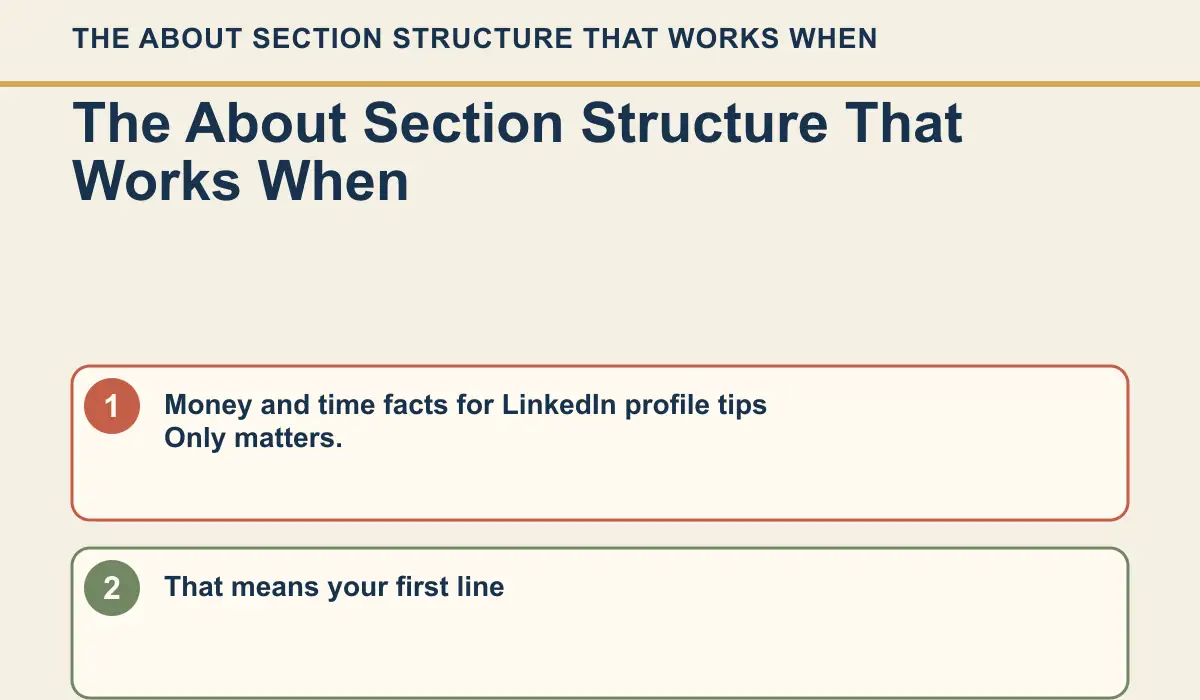 THE ABOUT SECTION STRUCTURE THAT WORKS WHEN
The About Section Structure That
Works When
1
Money and time facts for LinkedIn profile tips
Only matters.
2
That means your first line